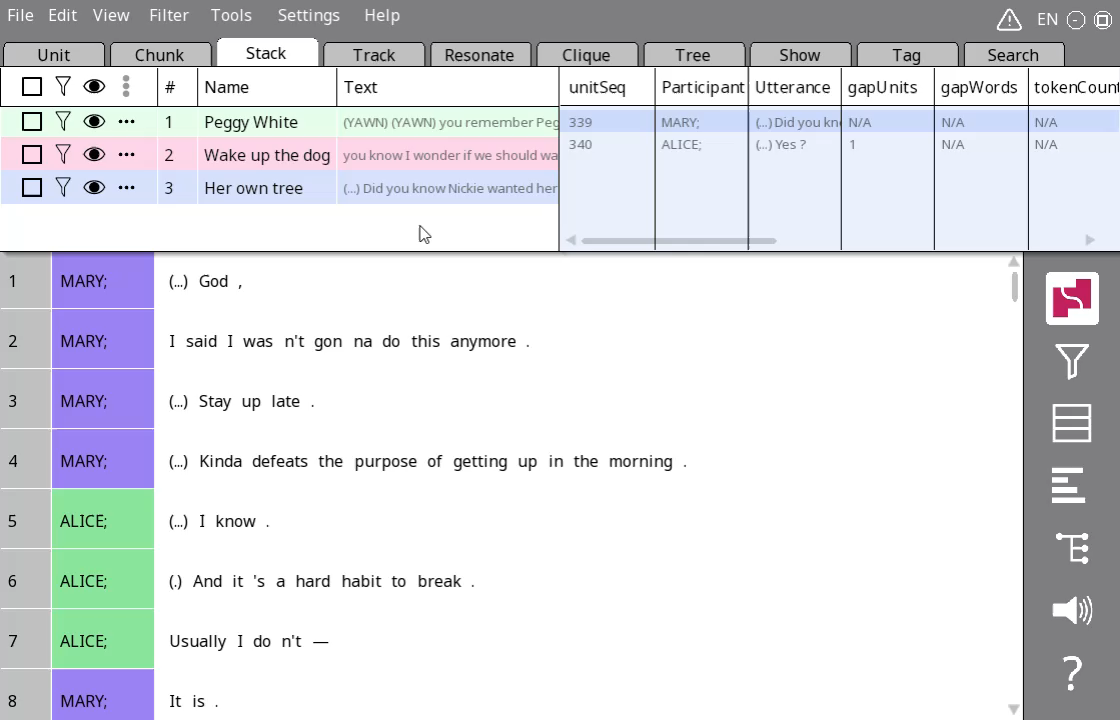 File Edit View Filter Tools Settings Help EN
Unit Chunk Stack Track Resonate Clique Tree Show Tag Search
# Name Text unitSeq Participant Utterance gapUnits gapWords tokenCount
1 Peggy White (YAWN) (YAWN) you remember Peg 339 MARY; (...) Did you kn N/A N/A N/A
2 Wake up the dog you know I wonder if we should wa 340 ALICE; (...) Yes ? 1 N/A N/A
3 Her own tree (...) Did you know Nickie wanted her
1 MARY; (...) God ,
2 MARY; I said I was n't gon na do this anymore .
3 MARY; (...) Stay up late .
4 MARY; (...) Kinda defeats the purpose of getting up in the morning .
5 ALICE; (...) I know .
6 ALICE; (.) And it 's a hard habit to break .
7 ALICE; Usually I do n't —
8 MARY; It is .